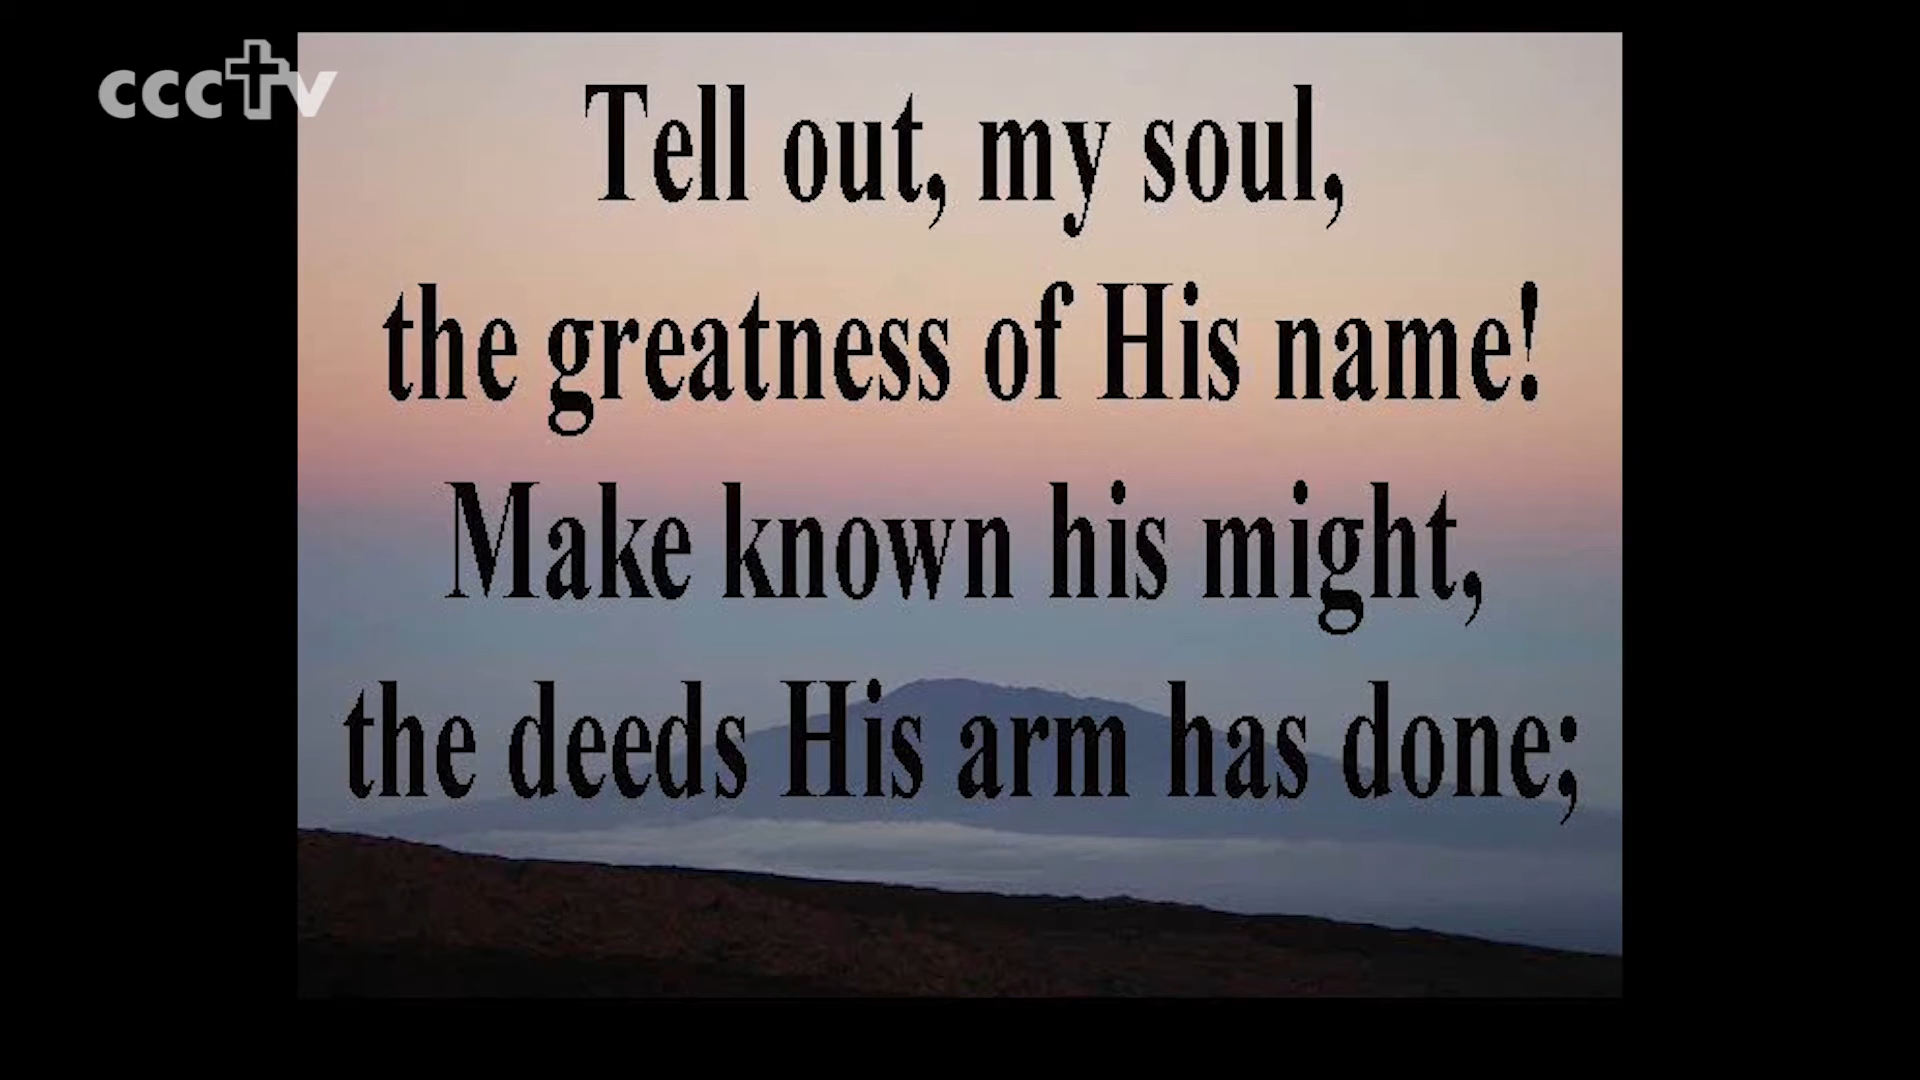 ccctv
Tell out, my soul,
the greatness of His name!
Make known his might,
the deeds His arm has done;